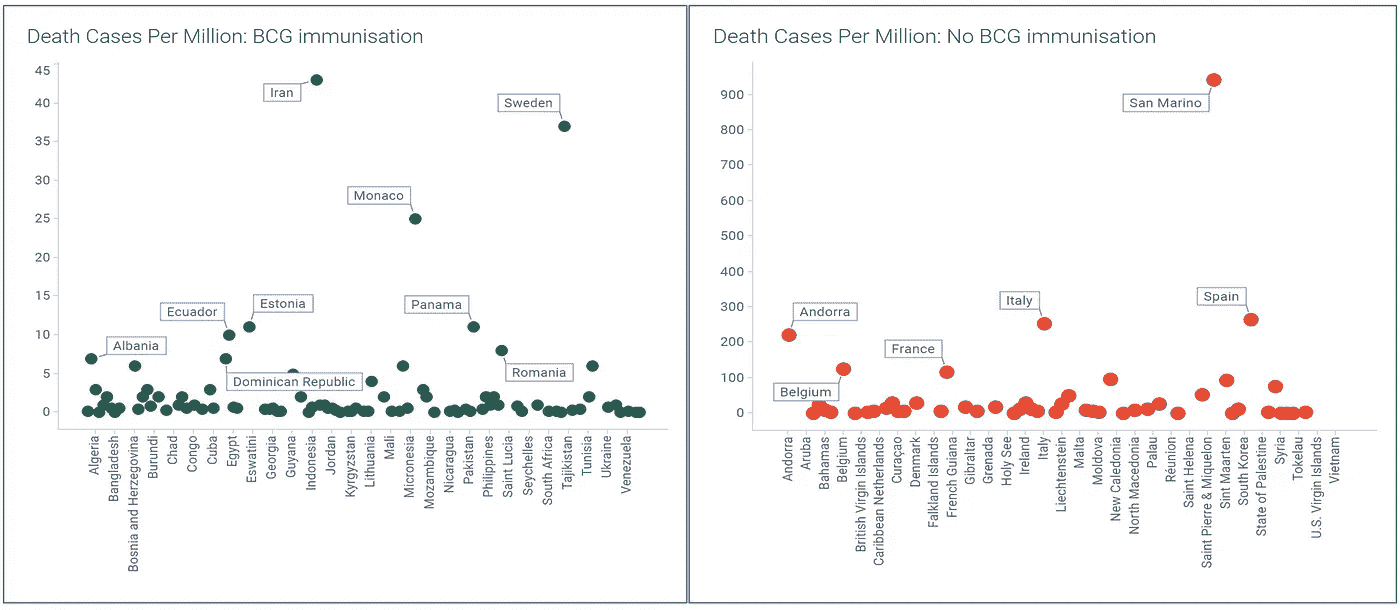 Death Cases Per Million: BCG immunisation
45
40
35
30
25
20
15
10
5
0
Iran
Sweden
Monaco
Ecuador
Estonia
Panama
Albania
Dominican Republic
Romania
Algeria
Bangladesh
Bosnia and Herzegovina
Burundi
Chad
Congo
Cuba
Egypt
Eswatini
Georgia
Guyana
Indonesia
Jordan
Kyrgyzstan
Lithuania
Mali
Micronesia
Mozambique
Nicaragua
Pakistan
Philippines
Saint Lucia
Seychelles
South Africa
Tajikistan
Tunisia
Ukraine
Venezuela
Death Cases Per Million: No BCG immunisation
900
800
700
600
500
400
300
200
100
0
San Marino
Spain
Italy
Andorra
France
Belgium
Andorra
Aruba
Bahamas
Belgium
British Virgin Islands
Caribbean Netherlands
Curaçao
Denmark
Falkland Islands
French Guiana
Gibraltar
Grenada
Holy See
Ireland
Italy
Liechtenstein
Malta
Moldova
New Caledonia
North Macedonia
Palau
Réunion
Saint Helena
Saint Pierre & Miquelon
Sint Maarten
South Korea
State of Palestine
Syria
Tokelau
U.S. Virgin Islands
Vietnam